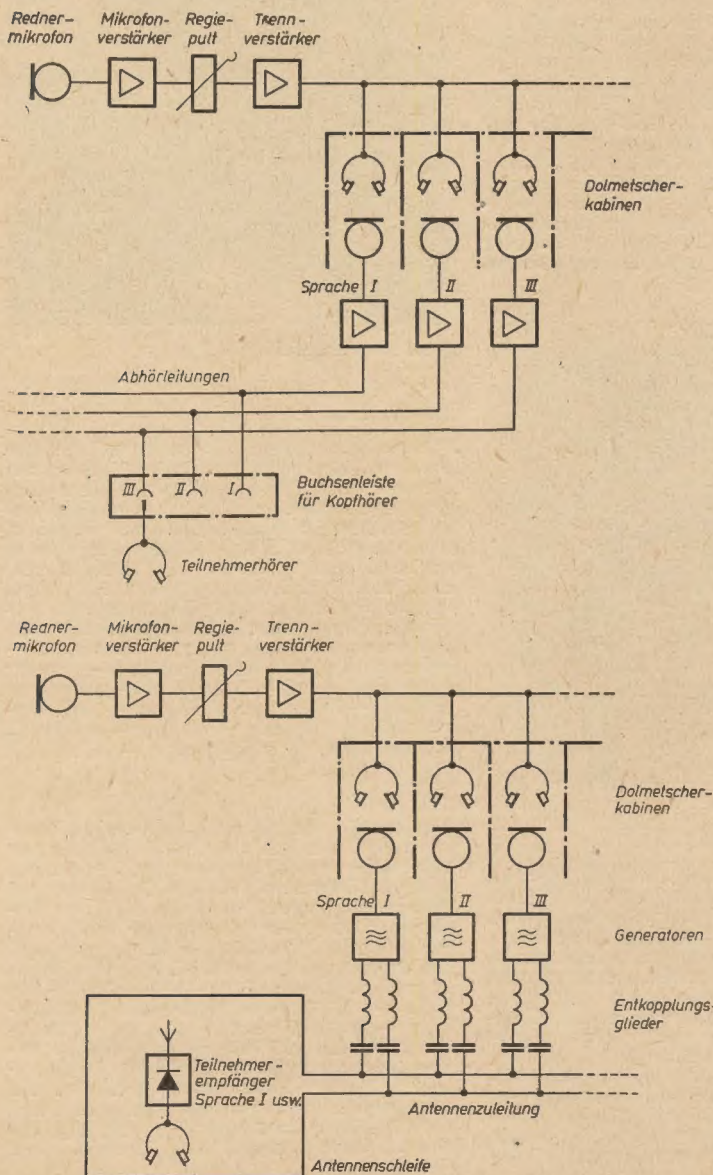 Redner-
mikrofon
Mikrofon-
verstärker
Regie-
pult
Trenn-
verstärker
Dolmetscher-
kabinen
Sprache I
II
III
Abhörleitungen
III
II
I
Buchsenleiste
für Kopfhörer
Teilnehmerhörer
Redner-
mikrofon
Mikrofon-
verstärker
Regie-
pult
Trenn-
verstärker
Dolmetscher-
kabinen
Sprache I
II
III
Generatoren
Entkopplungs-
glieder
Teilnehmer-
empfänger
Sprache I usw.
Antennenzuleitung
Antennenschleife